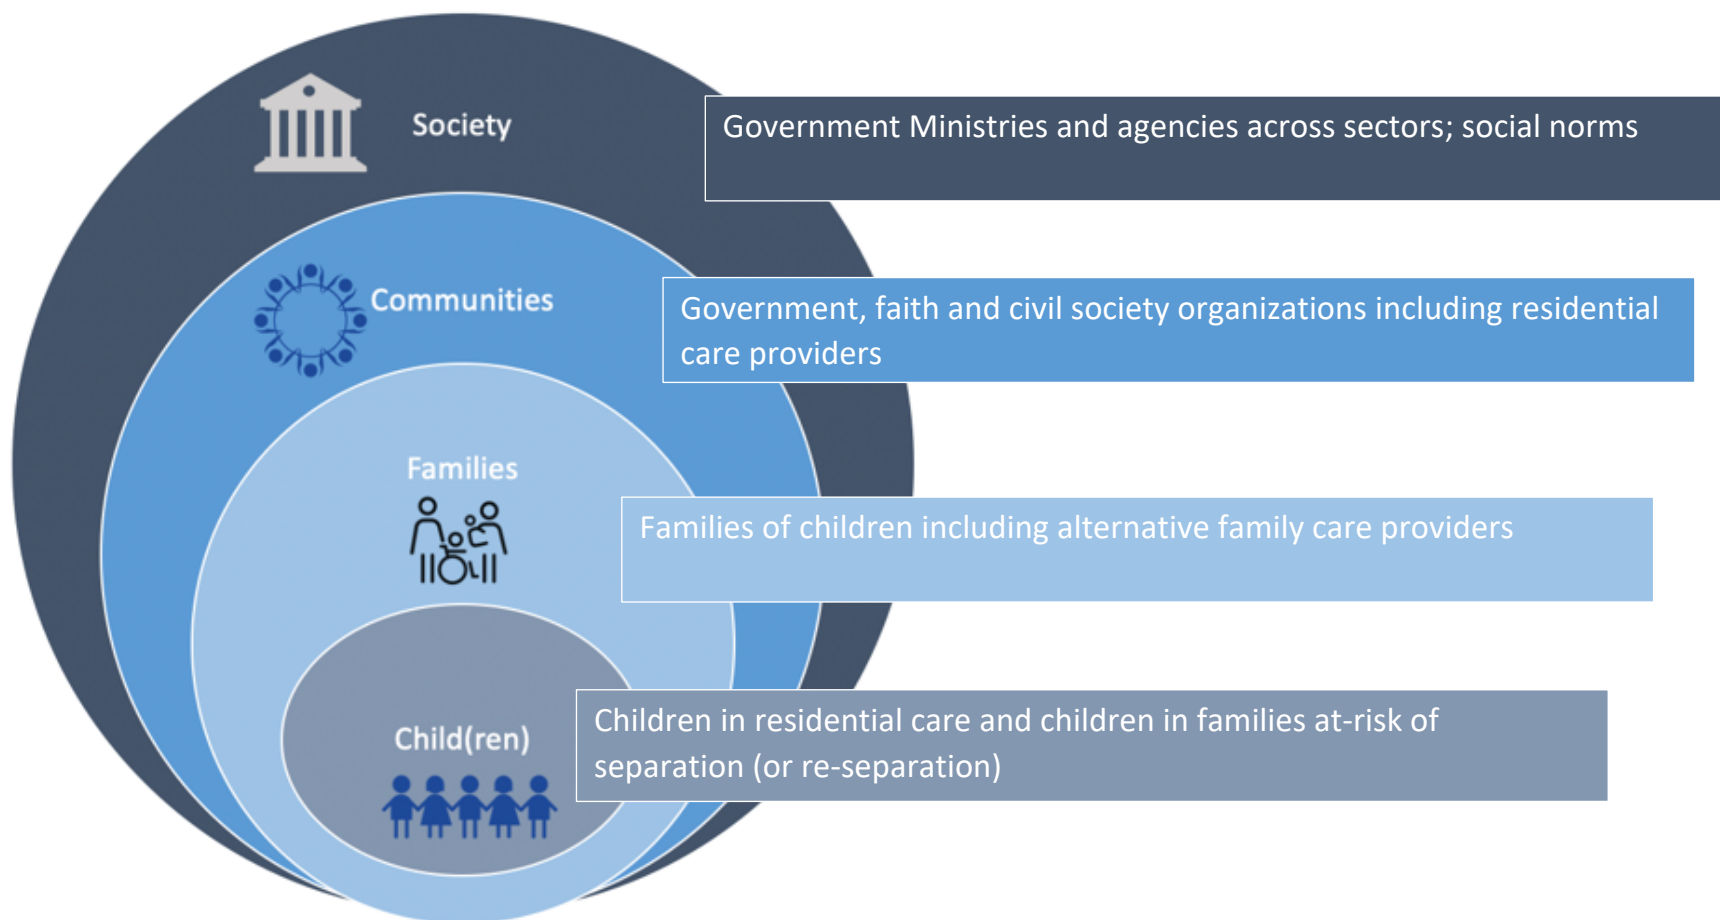 Society
Government Ministries and agencies across sectors; social norms
Communities
Government, faith and civil society organizations including residential
care providers
Families
Families of children including alternative family care providers
Child(ren)
Children in residential care and children in families at-risk of
separation (or re-separation)